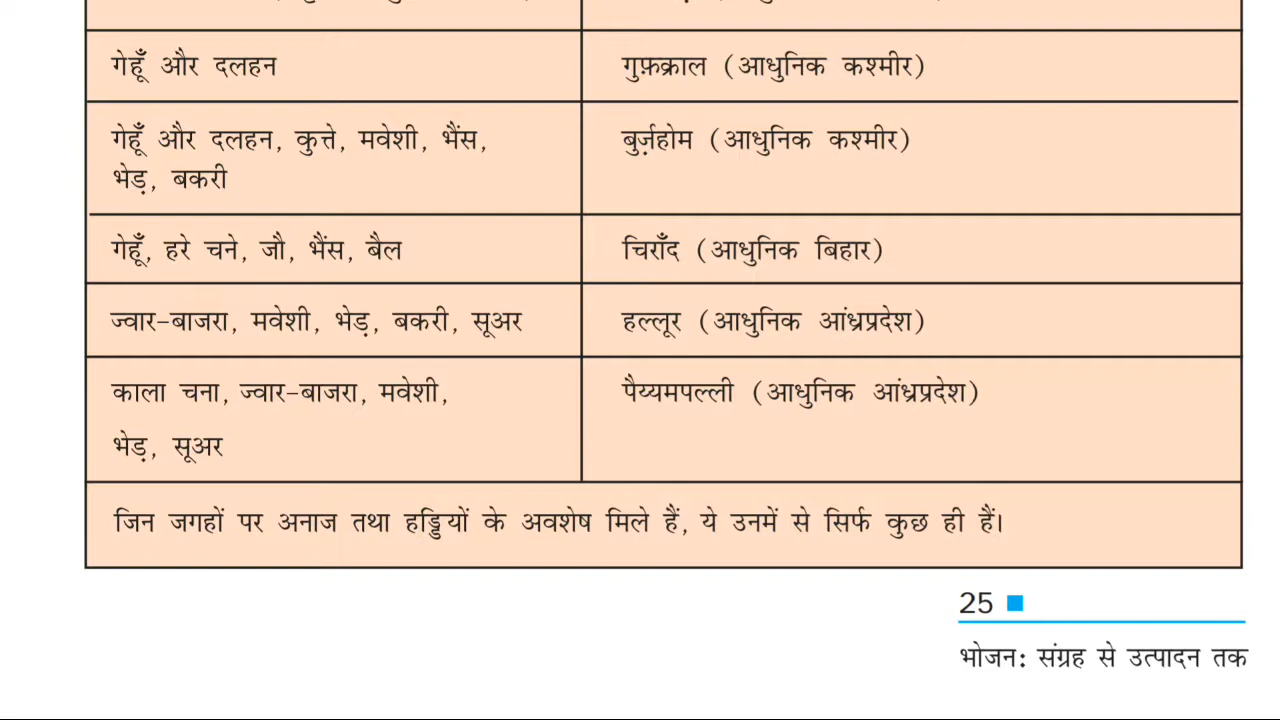 गेहूँ और दलहन
गुफ़क्राल (आधुनिक कश्मीर)
गेहूँ और दलहन, कुत्ते, मवेशी, भैंस,
भेड़, बकरी
बुर्ज़होम (आधुनिक कश्मीर)
गेहूँ, हरे चने, जौ, भैंस, बैल
चिराँद (आधुनिक बिहार)
ज्वार-बाजरा, मवेशी, भेड़, बकरी, सूअर
हल्लूर (आधुनिक आंध्रप्रदेश)
काला चना, ज्वार-बाजरा, मवेशी,
भेड़, सूअर
पैय्यमपल्ली (आधुनिक आंध्रप्रदेश)
जिन जगहों पर अनाज तथा हड्डियों के अवशेष मिले हैं, ये उनमें से सिर्फ कुछ ही हैं।
25
भोजन: संग्रह से उत्पादन तक